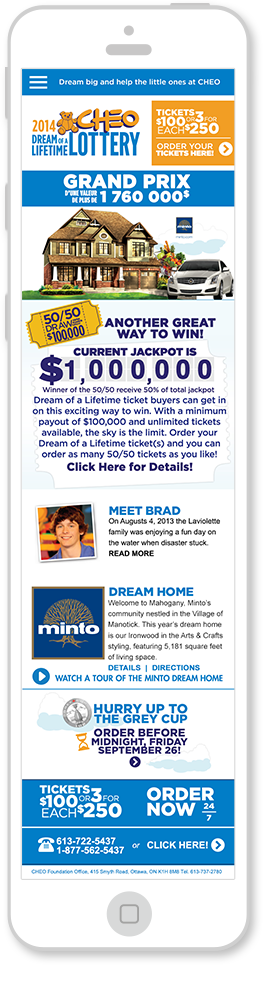 Dream big and help the little ones at CHEO
2014 CHEO
DREAM OF A LIFETIME LOTTERY
TICKETS
$100 OR 3 FOR
EACH $250
ORDER YOUR
TICKETS HERE!
GRAND PRIX
D'UNE VALEUR
DE PLUS DE 1 760 000$
minto
50/50
DRAW
$100,000
ANOTHER GREAT
WAY TO WIN!
CURRENT JACKPOT IS
$1,000,000
Winner of the 50/50 receive 50% of total jackpot
Dream of a Lifetime ticket buyers can get in
on this exciting way to win. With a minimum
payout of $100,000 and unlimited tickets
available, the sky is the limit. Order your
Dream of a Lifetime ticket(s) and you can
order as many 50/50 tickets as you like!
Click Here for Details!
MEET BRAD
On Augusts 4, 2013 the Laviolette
family was enjoying a fun day on
the water when disaster stuck.
READ MORE
minto
DREAM HOME
Welcome to Mahogany, Minto's
community nestled in the Village of
Manotick. This year's dream home
is our Ironwood in the Arts & Crafts
styling, featuring 5,181 square feet
of living space.
DETAILS | DIRECTIONS
WATCH A TOUR OF THE MINTO DREAM HOME
HURRY UP TO
THE GREY CUP
ORDER BEFORE
MIDNIGHT, FRIDAY
SEPTEMBER 26!
TICKETS
$100 OR 3 FOR
EACH $250
ORDER
NOW 24/7
613-722-5437
1-877-562-5437
or CLICK HERE!
CHEO Foundation Office, 415 Smyth Road, Ottawa, ON K1H 8M8 Tel. 613-737-2780